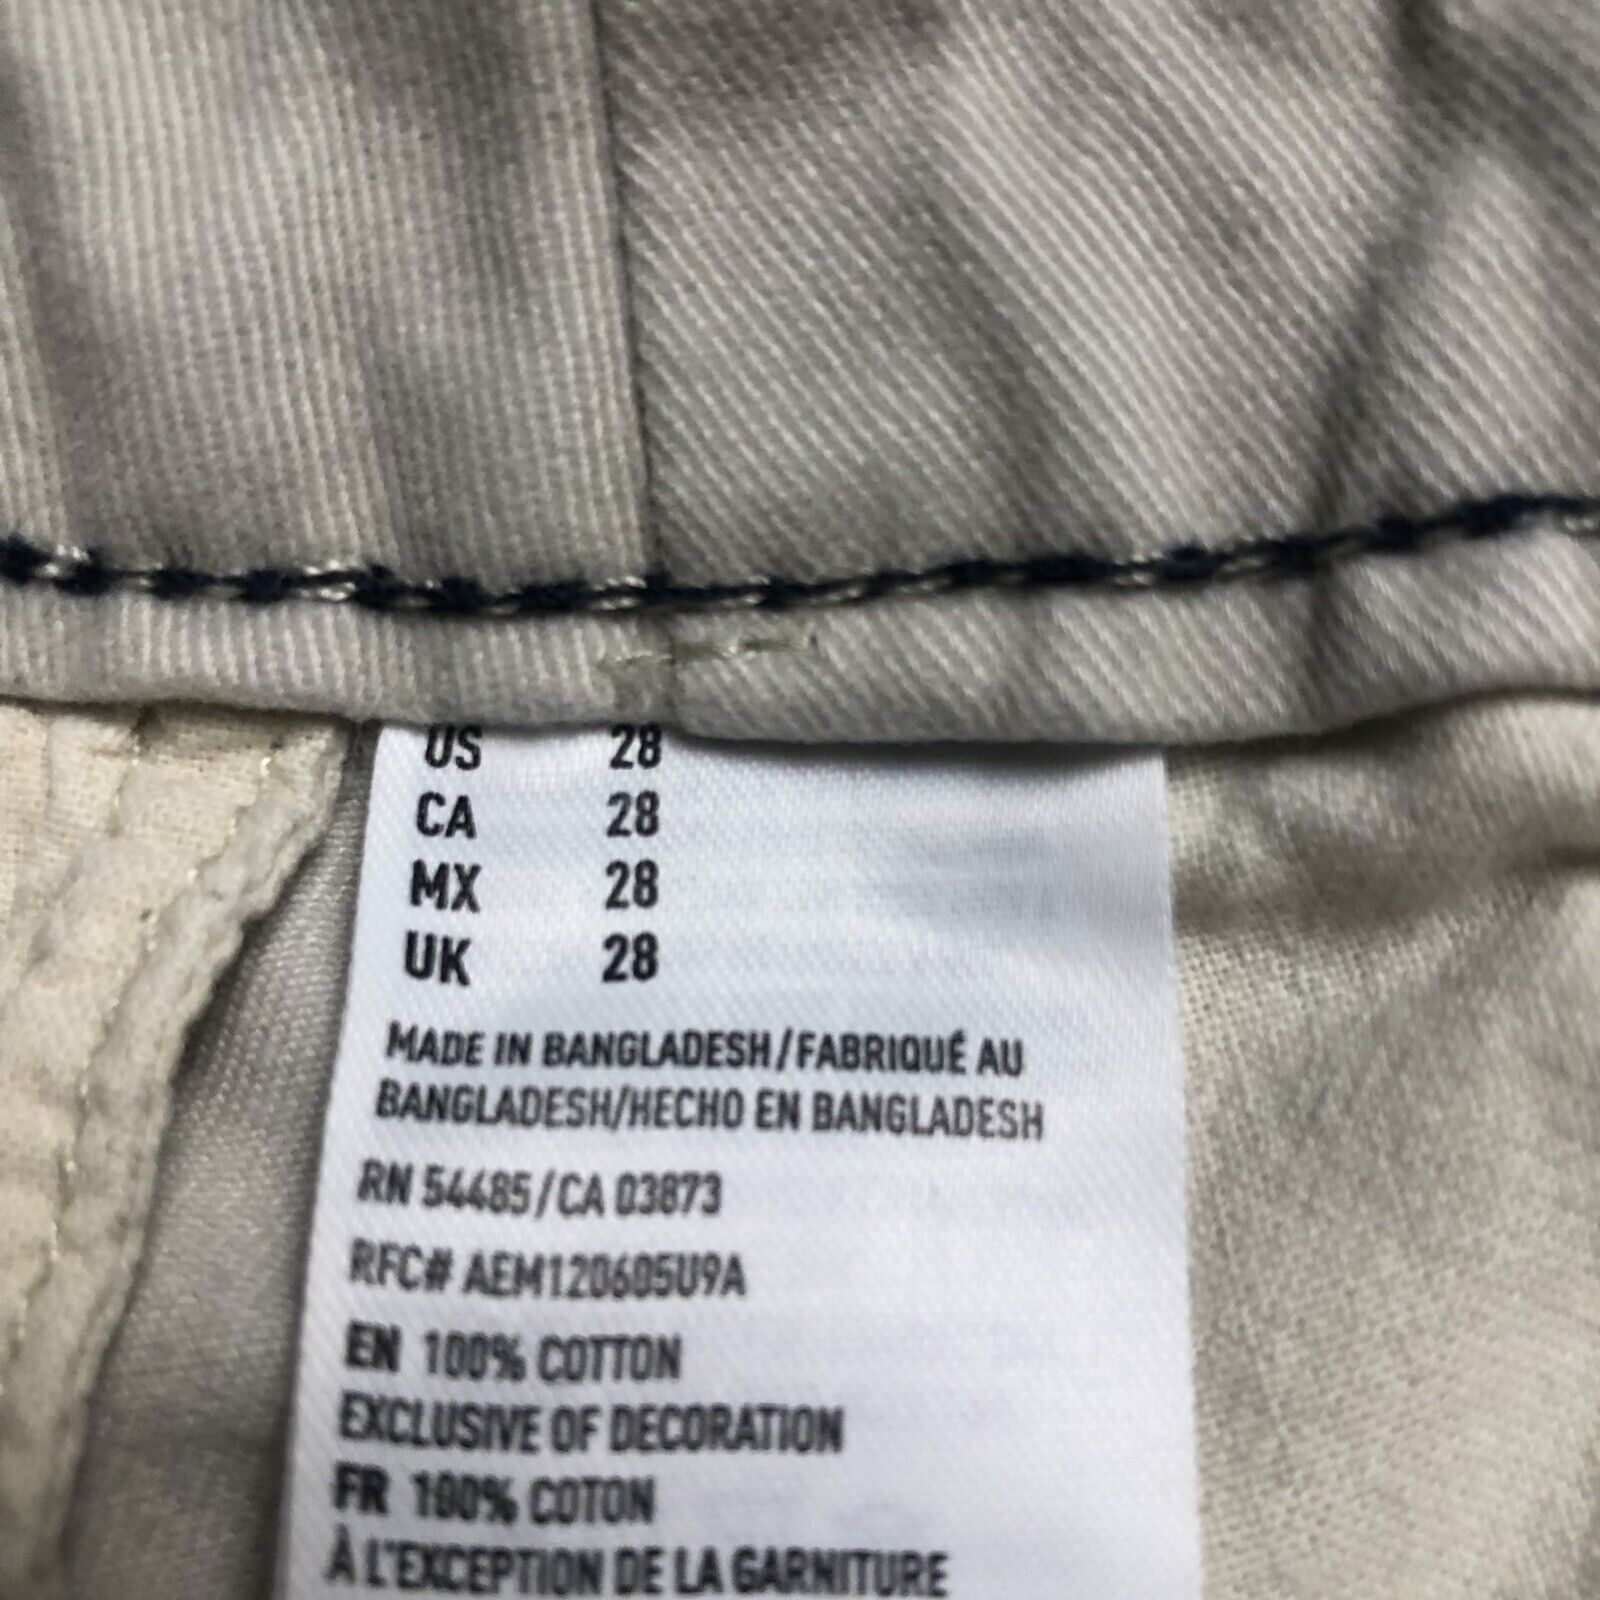 US 28
CA 28
MX 28
UK 28
MADE IN BANGLADESH/FABRIQUÉ AU
BANGLADESH/HECHO EN BANGLADESH
RN 54485/CA 03873
RFC# AEM120605U9A
EN 100% COTTON
EXCLUSIVE OF DECORATION
FR 100% COTON
À L'EXCEPTION DE LA GARNITURE